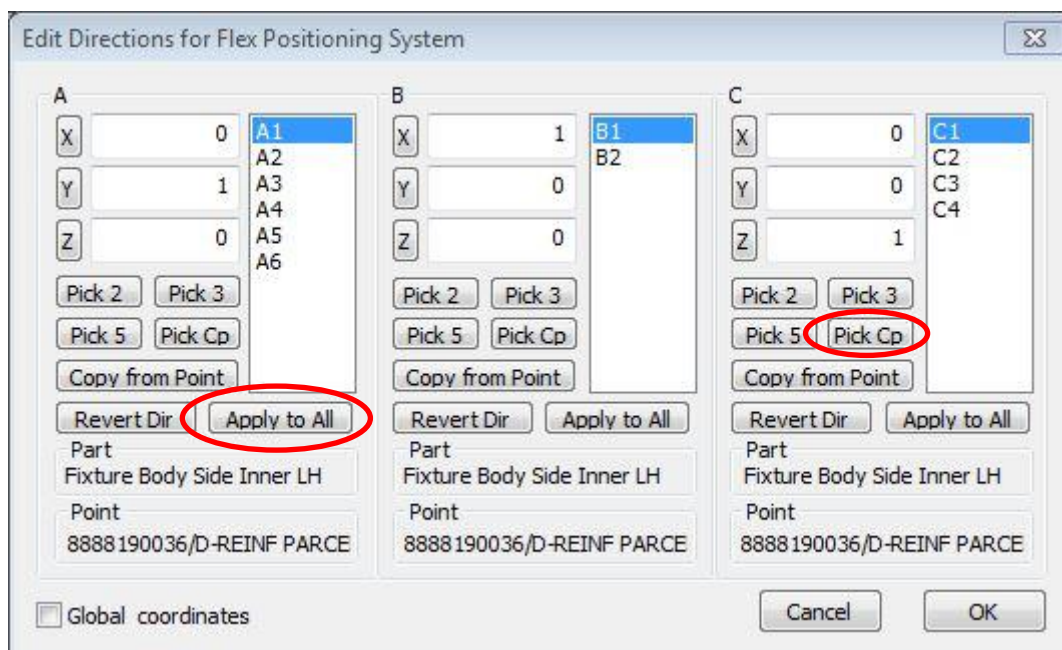 Edit Directions for Flex Positioning System
A
X 0
Y 1
Z 0
A1
A2
A3
A4
A5
A6
Pick 2 Pick 3
Pick 5 Pick Cp
Copy from Point
Revert Dir Apply to All
Part
Fixture Body Side Inner LH
Point
8888190036/D-REINF PARCE
B
X 1
Y 0
Z 0
B1
B2
Pick 2 Pick 3
Pick 5 Pick Cp
Copy from Point
Revert Dir Apply to All
Part
Fixture Body Side Inner LH
Point
8888190036/D-REINF PARCE
C
X 0
Y 0
Z 1
C1
C2
C3
C4
Pick 2 Pick 3
Pick 5 Pick Cp
Copy from Point
Revert Dir Apply to All
Part
Fixture Body Side Inner LH
Point
8888190036/D-REINF PARCE
Global coordinates
Cancel OK